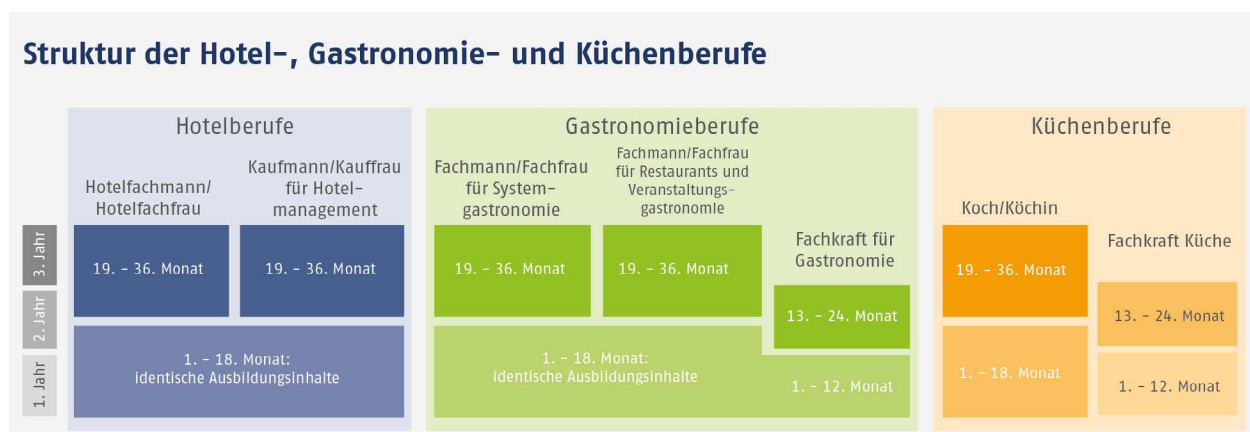 Struktur der Hotel-, Gastronomie- und Küchenberufe
Hotelberufe
Hotelfachmann/
Hotelfachfrau
Kaufmann/Kauffrau
für Hotel-
management
Gastronomieberufe
Fachmann/Fachfrau
für System-
gastronomie
Fachmann/Fachfrau
für Restaurants und
Veranstaltungs-
gastronomie
Fachkraft für
Gastronomie
Küchenberufe
Koch/Köchin
Fachkraft Küche
3. Jahr
19. – 36. Monat
19. – 36. Monat
19. – 36. Monat
19. – 36. Monat
19. – 36. Monat
2. Jahr
13. – 24. Monat
13. – 24. Monat
1. Jahr
1. – 18. Monat:
identische Ausbildungsinhalte
1. – 18. Monat:
identische Ausbildungsinhalte
1. – 12. Monat
1. – 18. Monat
1. – 12. Monat